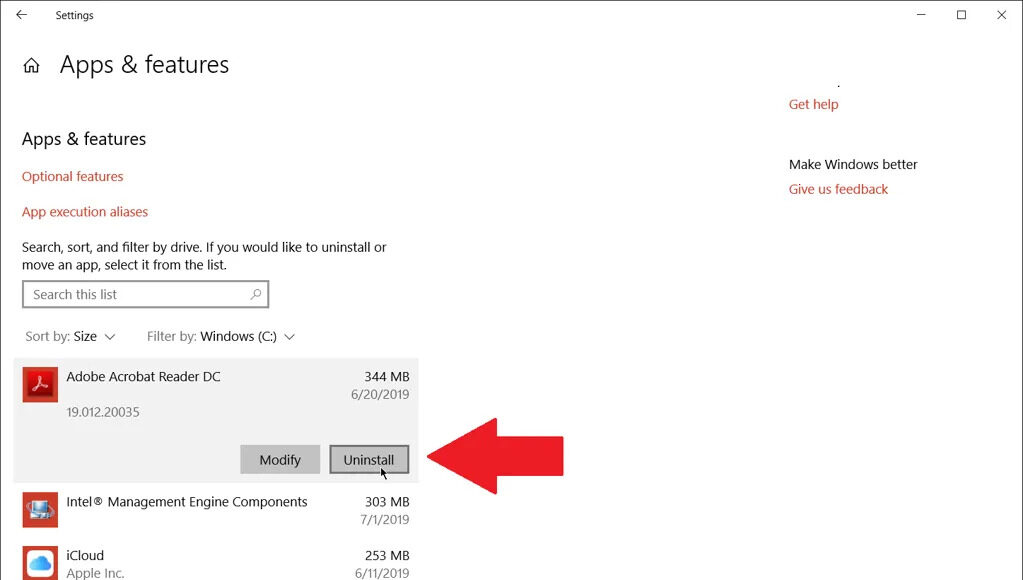 Settings
Apps & features
Get help
Make Windows better
Give us feedback
Apps & features
Optional features
App execution aliases
Search, sort, and filter by drive. If you would like to uninstall or
move an app, select it from the list.
Search this list
Sort by: Size Filter by: Windows (C:)
Adobe Acrobat Reader DC 344 MB
6/20/2019
19.012.20035
Modify Uninstall
Intel® Management Engine Components 303 MB
7/1/2019
iCloud 253 MB
Apple Inc. 6/11/2019